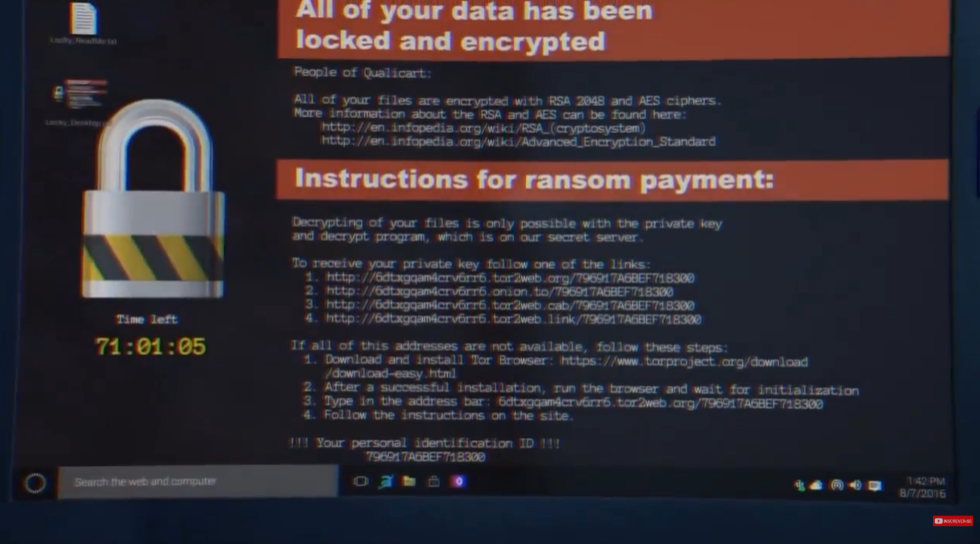 Locky_ReadMe.txt
All of your data has been
locked and encrypted
People of Qualicart:
All of your files are encrypted with RSA 2048 and AES ciphers.
More information about the RSA and AES can be found here:
http://en.infopedia.org/wiki/RSA_(cryptosystem)
http://en.infopedia.org/wiki/Advanced_Encryption_Standard
Instructions for ransom payment:
Decrypting of your files is only possible with the private key
and decrypt program, which is on our secret server.
To receive your private key follow one of the links:
1. http://6dtxgqam4crv6rr6.tor2web.org/796917A6BEF718300
2. http://6dtxgqam4crv6rr6.onion.to/796917A6BEF718300
3. http://6dtxgqam4crv6rr6.tor2web.cab/796917A6BEF718300
4. http://6dtxgqam4crv6rr6.tor2web.link/796917A6BEF718300
If all of this addresses are not available, follow these steps:
1. Download and install Tor Browser: https://www.torproject.org/download
/download-easy.html
2. After a successful installation, run the browser and wait for initialization
3. Type in the address bar: 6dtxgqam4crv6rr6.tor2web.org/796917A6BEF718300
4. Follow the instructions on the site.
!!! Your personal identification ID !!!
796917A6BEF718300
Time left
71:01:05
Search the web and computer
1:42 PM
8/7/2016